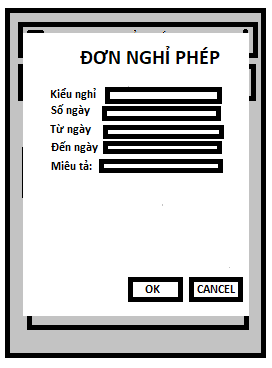 ĐƠN NGHỈ PHÉP
Kiểu nghỉ
Số ngày
Từ ngày
Đến ngày
Miêu tả:
OK CANCEL